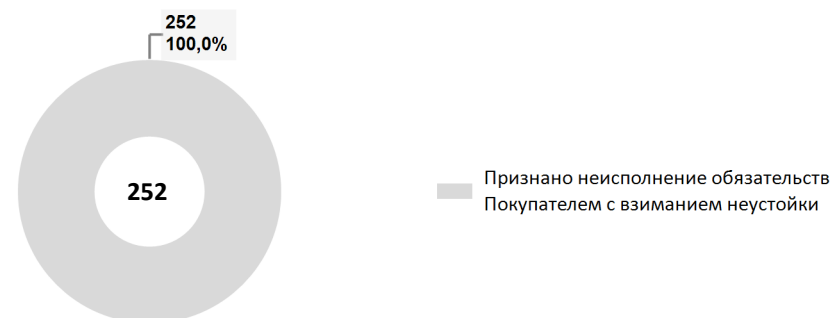 252
100,0%
252
Признано неисполнение обязательств
Покупателем с взиманием неустойки